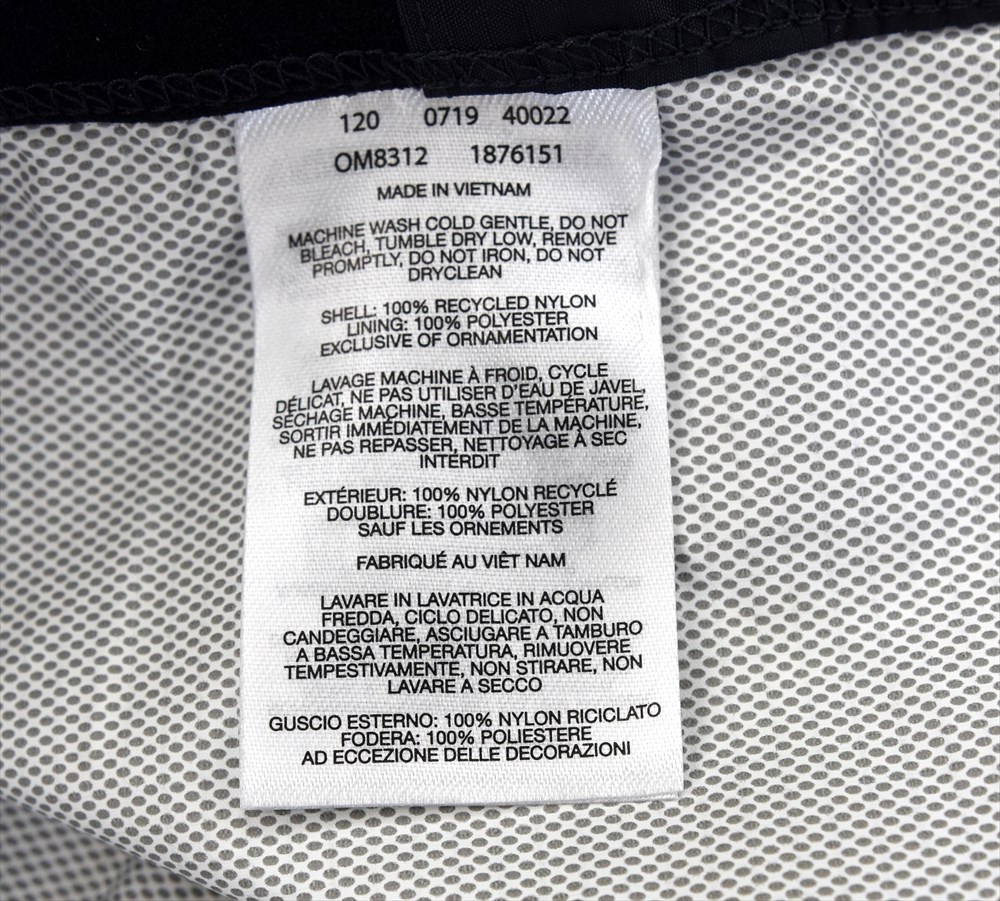 120 0719 40022
OM8312 1876151
MADE IN VIETNAM
MACHINE WASH COLD GENTLE, DO NOT
BLEACH, TUMBLE DRY LOW, REMOVE
PROMPTLY, DO NOT IRON, DO NOT
DRYCLEAN
SHELL: 100% RECYCLED NYLON
LINING: 100% POLYESTER
EXCLUSIVE OF ORNAMENTATION
LAVAGE MACHINE À FROID, CYCLE
DÉLICAT, NE PAS UTILISER D'EAU DE JAVEL,
SÉCHAGE MACHINE, BASSE TEMPÉRATURE,
SORTIR IMMÉDIATEMENT DE LA MACHINE,
NE PAS REPASSER, NETTOYAGE À SEC
INTERDIT
EXTÉRIEUR: 100% NYLON RECYCLÉ
DOUBLURE: 100% POLYESTER
SAUF LES ORNEMENTS
FABRIQUÉ AU VIÊT NAM
LAVARE IN LAVATRICE IN ACQUA
FREDDA, CICLO DELICATO, NON
CANDEGGIARE, ASCIUGARE A TAMBURO
A BASSA TEMPERATURA, RIMUOVERE
TEMPESTIVAMENTE, NON STIRARE, NON
LAVARE A SECCO
GUSCIO ESTERNO: 100% NYLON RICICLATO
FODERA: 100% POLIESTERE
AD ECCEZIONE DELLE DECORAZIONI